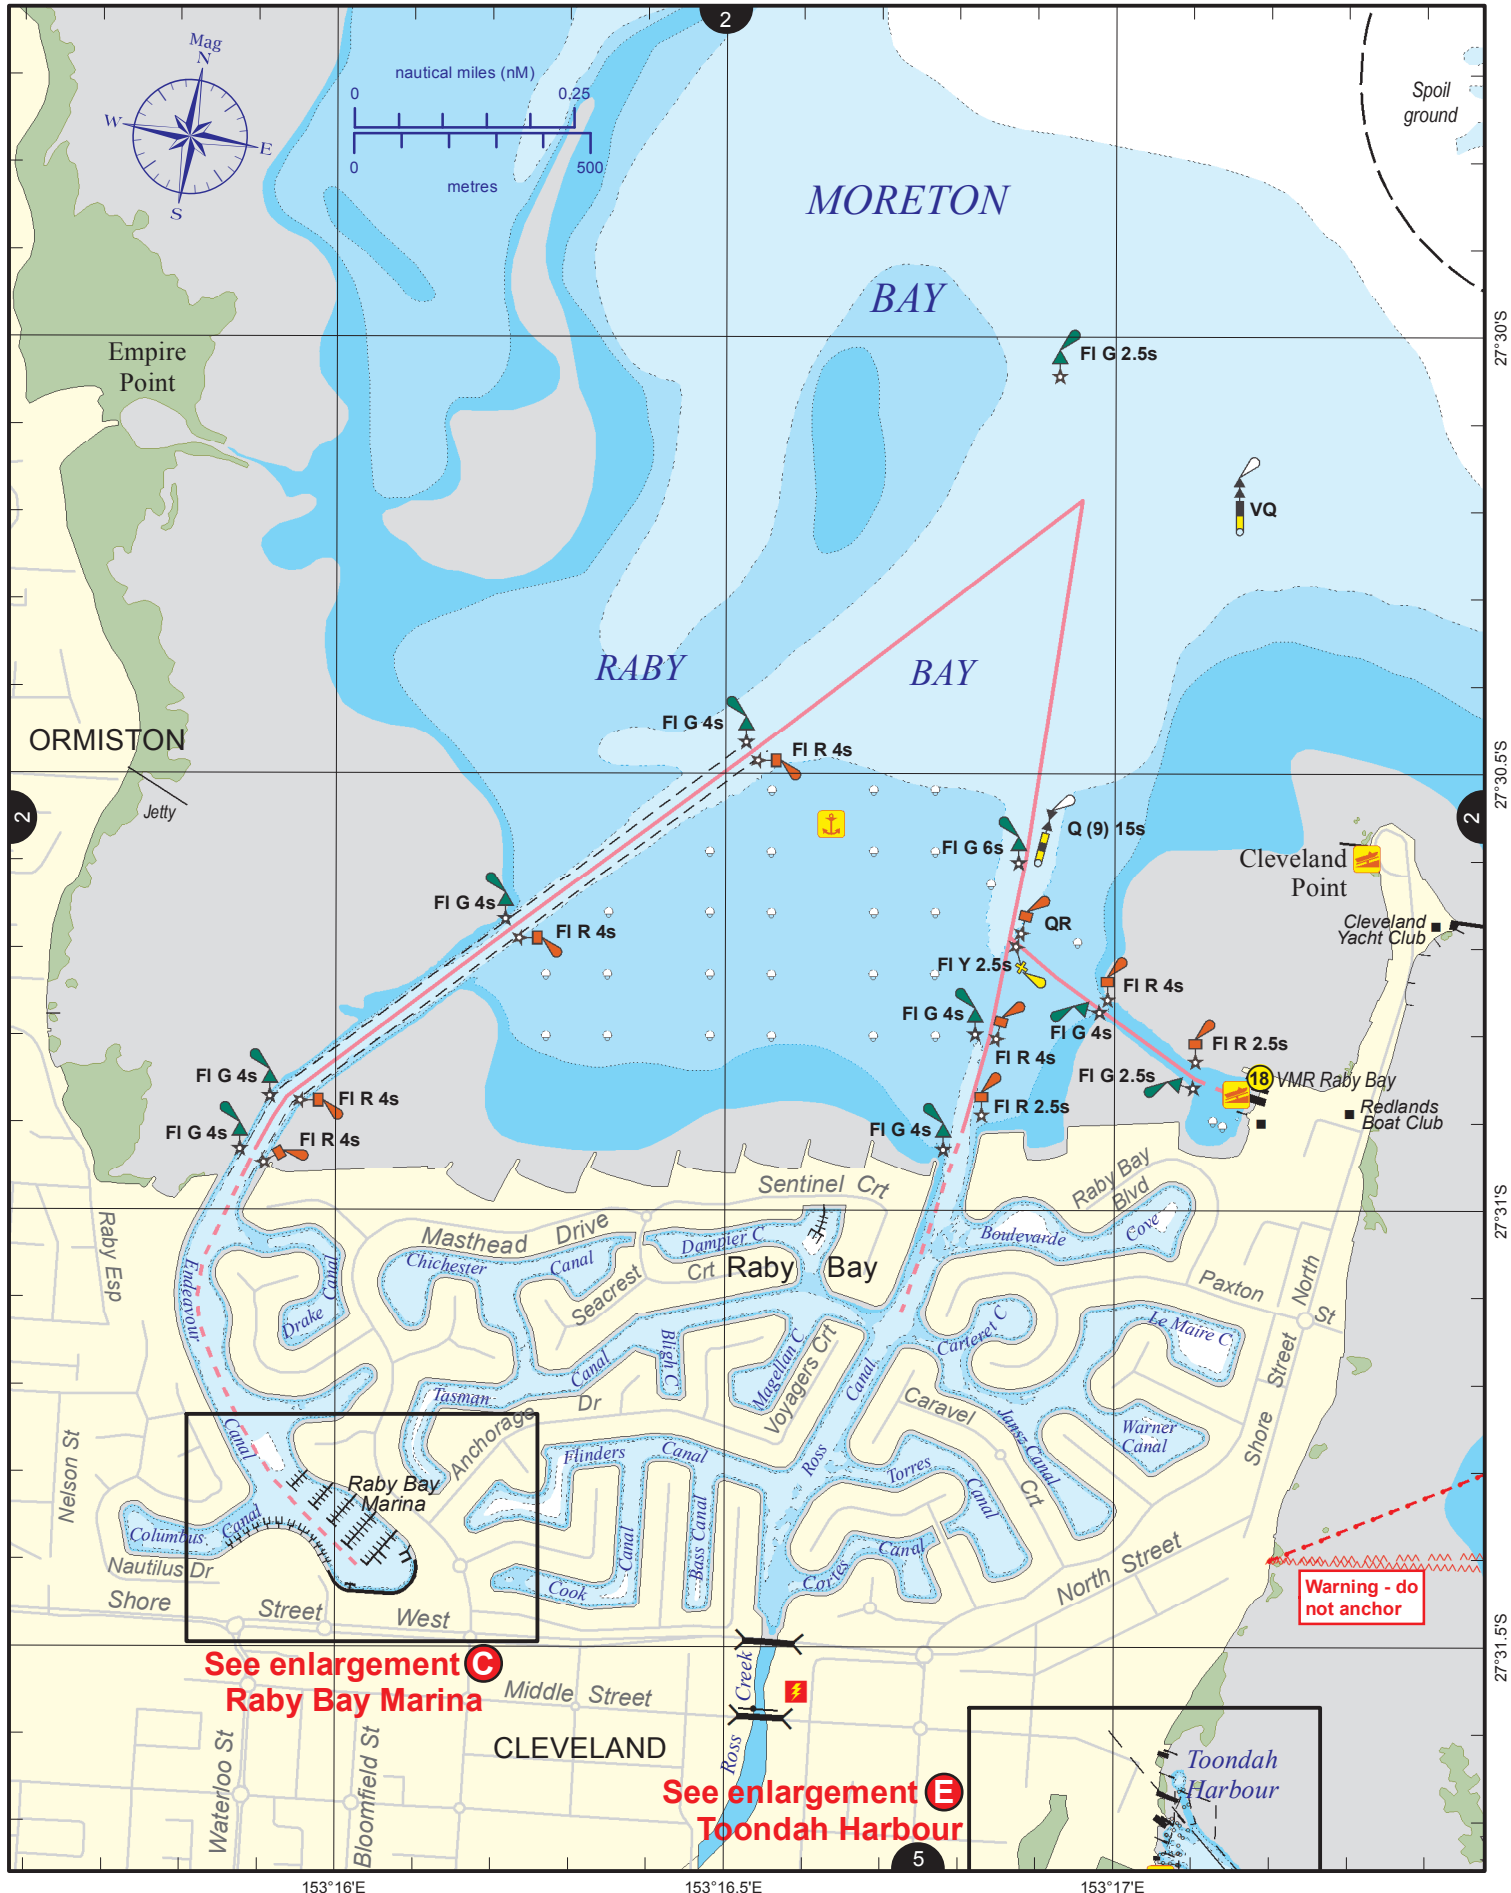 2
Mag
N
W
E
S
nautical miles (nM)
0
0.25
0
500
metres
Spoil
ground
MORETON
BAY
27°30'S
Empire
Point
Fl G 2.5s
VQ
RABY
BAY
Fl G 4s
Fl R 4s
ORMISTON
Jetty
27°30.5'S
2
2
Fl G 6s
Q (9) 15s
Cleveland
Point
Cleveland
Yacht Club
Fl G 4s
Fl R 4s
QR
Fl Y 2.5s
Fl R 4s
Fl G 4s
Fl G 4s
Fl R 4s
Fl R 2.5s
Fl G 2.5s
18
VMR Raby Bay
Redlands
Boat Club
Fl G 4s
Fl R 4s
Fl R 2.5s
Fl G 4s
Fl R 4s
Fl G 4s
27°31'S
Sentinel Crt
Raby Bay
Blvd
Raby Esp
Masthead Drive
Dampier C
Boulevarde
Cove
Chichester
Canal
Seacrest
Crt
Raby Bay
Endeavour
Canal
Drake
Canal
Paxton
St
North
Street
Shore
Le Maire C
Carteret C
Bligh C
Magellan C
Voyagers Crt
Canal
Ross
Tasman
Canal
Dr
Anchorage
Caravel
Crt
Jansz Canal
Warner
Canal
Nelson St
Flinders
Canal
Torres
Canal
Raby Bay
Marina
Columbus
Canal
Nautilus Dr
Cook
Canal
Bass Canal
Cortes
Canal
North Street
Shore
Street
West
Warning - do
not anchor
27°31.5'S
See enlargement C
Raby Bay Marina
Middle Street
Ross
Creek
CLEVELAND
Waterloo St
Bloomfield St
See enlargement E
Toondah Harbour
Toondah
Harbour
5
153°16'E
153°16.5'E
153°17'E